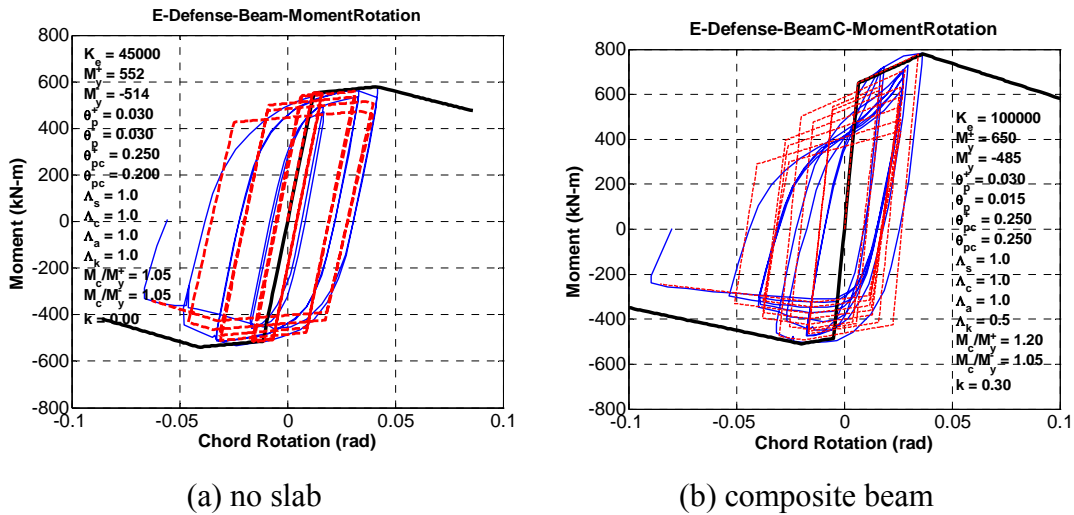 E-Defense-Beam-MomentRotation
800
600
400
200
0
-200
-400
-600
-800
Moment (kN-m)
K_e = 45000
M_y^+ = 552
M_y^- = -514
θ_p^+ = 0.030
θ_p^- = 0.030
θ_pc^+ = 0.250
θ_pc^- = 0.200
Λ_s = 1.0
Λ_c = 1.0
Λ_a = 1.0
Λ_k = 1.0
M_c/M_y^+ = 1.05
M_c/M_y^- = 1.05
k = 0.00
-0.1 -0.05 0 0.05 0.1
Chord Rotation (rad)
(a) no slab
E-Defense-BeamC-MomentRotation
800
600
400
200
0
-200
-400
-600
-800
Moment (kN-m)
K_e = 100000
M_y^+ = 650
M_y^- = -485
θ_p^+ = 0.030
θ_p^- = 0.015
θ_pc^+ = 0.250
θ_pc^- = 0.250
Λ_s = 1.0
Λ_c = 1.0
Λ_a = 1.0
Λ_k = 0.5
M_c/M_y^+ = 1.20
M_c/M_y^- = 1.05
k = 0.30
-0.1 -0.05 0 0.05 0.1
Chord Rotation (rad)
(b) composite beam